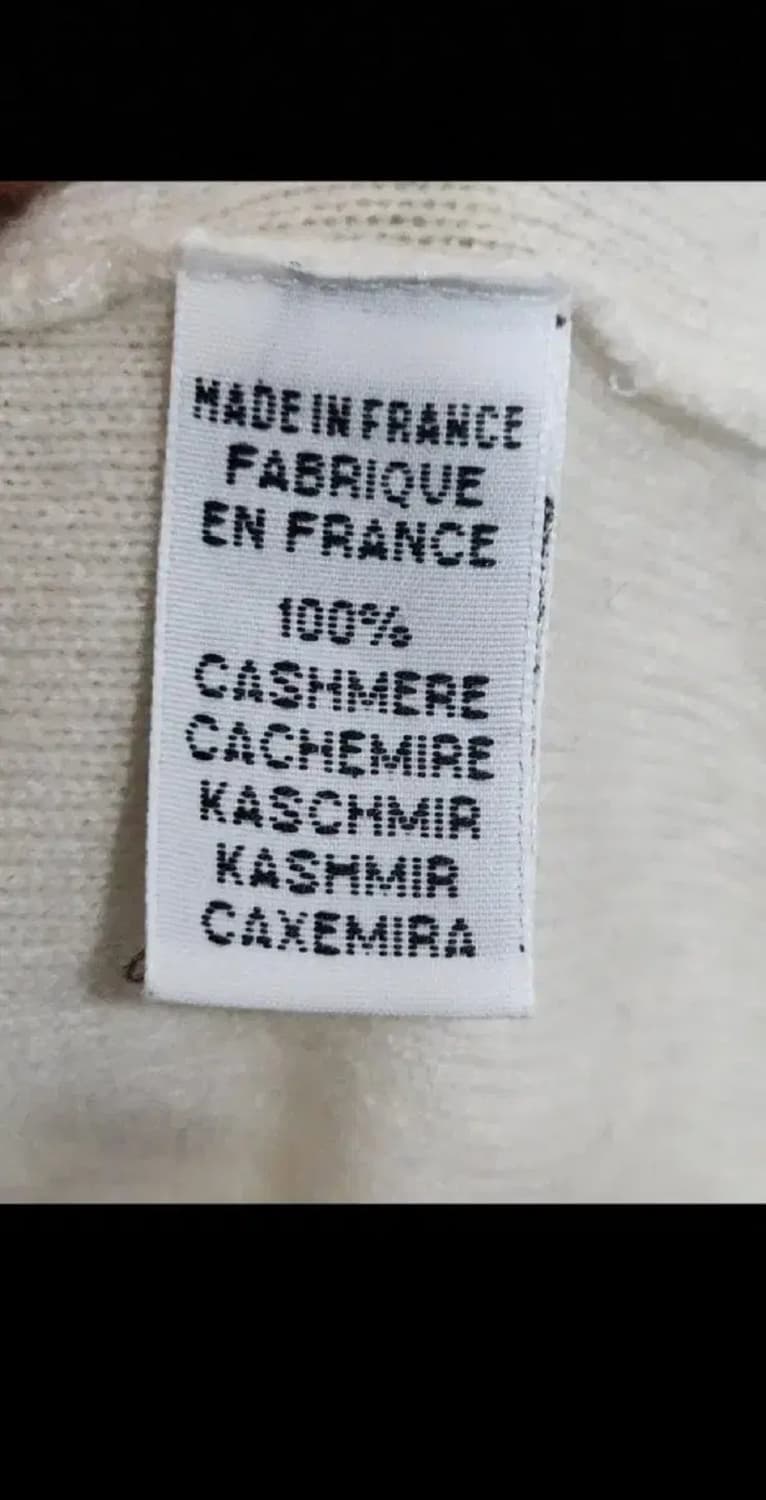 MADE IN FRANCE
FABRIQUE
EN FRANCE
100%
CASHMERE
CACHEMIRE
KASCHMIR
KASHMIR
CAXEMIRA